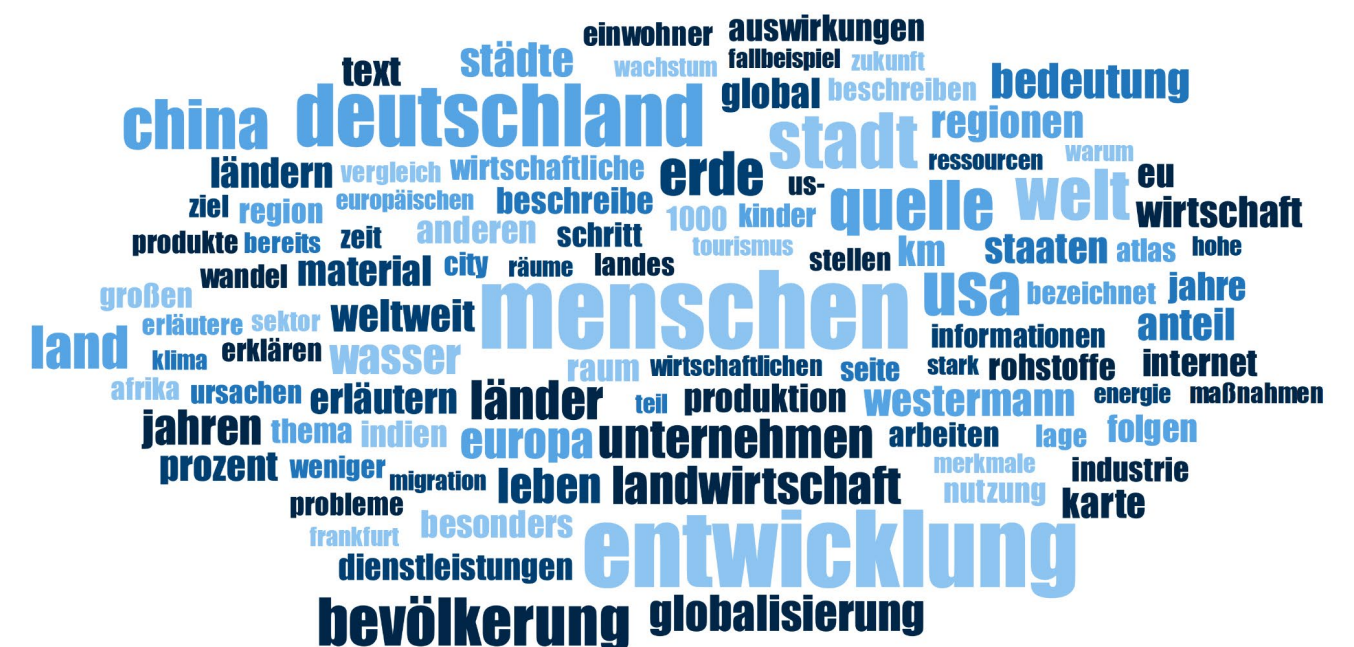 einwohner auswirkungen
text städte wachstum fallbeispiel zukunft
china deutschland global beschreiben bedeutung
stadt regionen
ländern vergleich wirtschaftliche erde ressourcen warum
ziel region europäischen beschreibe us- quelle welt eu
1000 kinder wirtschaft
produkte bereits zeit anderen schritt tourismus stellen km staaten atlas hohe
wandel material city räume landes
großen menschen usa bezeichnet jahre
erläutere sektor weltweit informationen anteil
land klima erklären wasser raum wirtschaftlichen seite stark rohstoffe internet
afrika ursachen erläutern länder teil produktion westermann energie maßnahmen
jahren thema indien europa unternehmen arbeiten lage folgen
prozent weniger migration leben landwirtschaft merkmale industrie
probleme nutzung karte
frankfurt besonders entwicklung
dienstleistungen
bevölkerung globalisierung